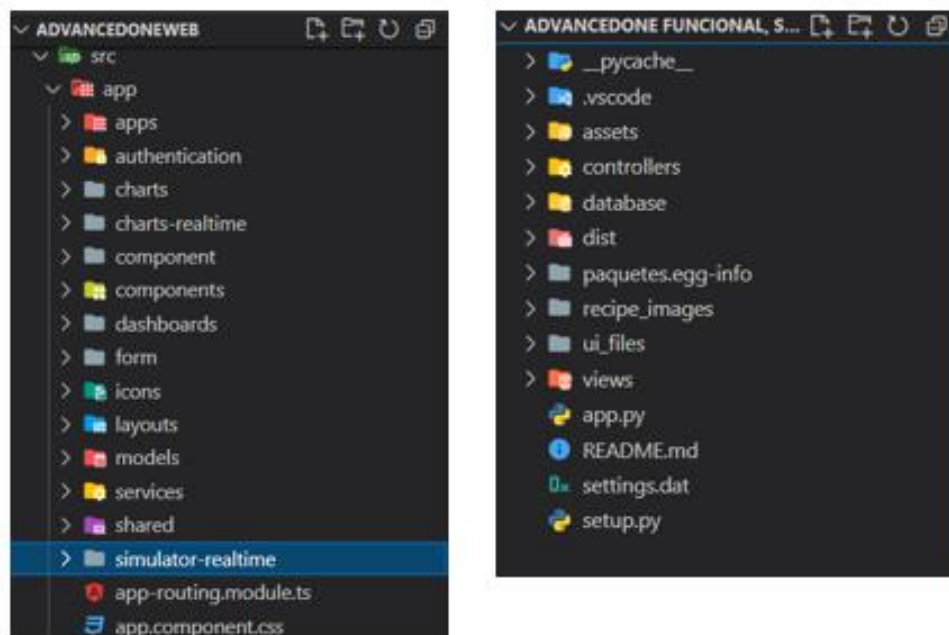 ADVANCEDONEWEB
src
app
apps
authentication
charts
charts-realtime
component
components
dashboards
form
icons
layouts
models
services
shared
simulator-realtime
app-routing.module.ts
app.component.css
ADVANCEDONE FUNCIONAL, S...
__pycache__
.vscode
assets
controllers
database
dist
paquetes.egg-info
recipe_images
ui_files
views
app.py
README.md
settings.dat
setup.py